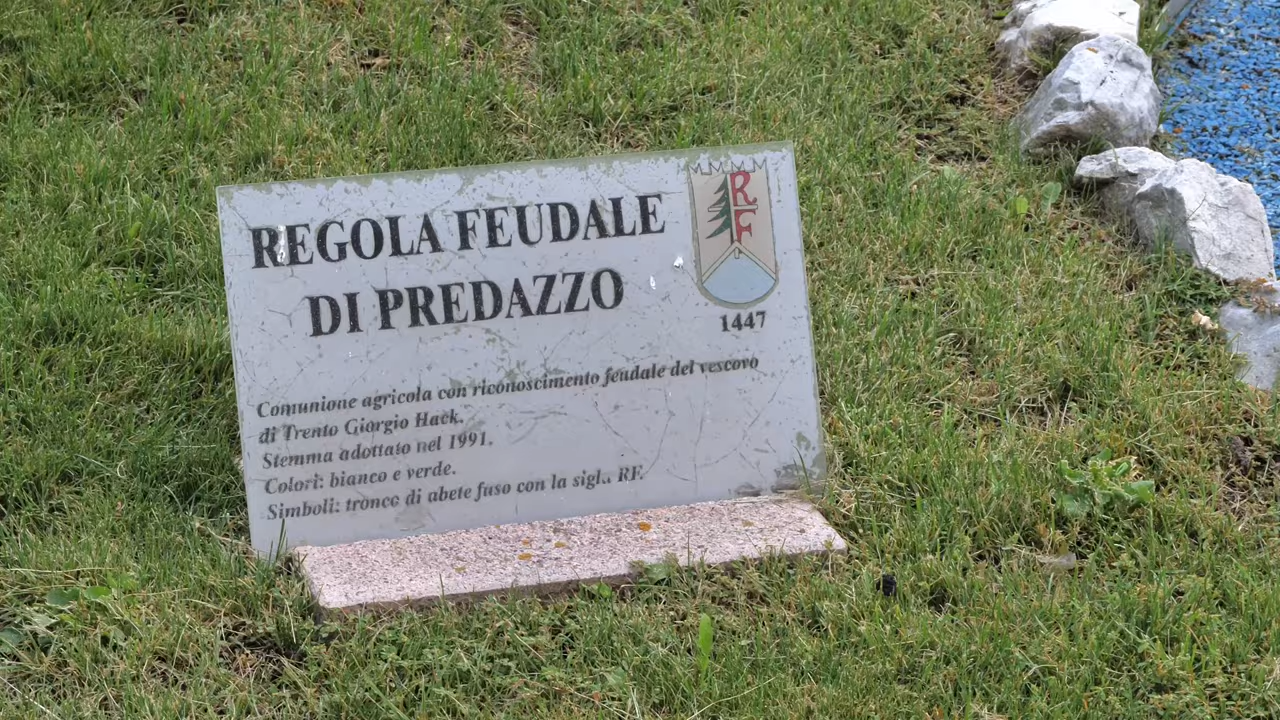 REGOLA FEUDALE
DI PREDAZZO
RF
1447
Comunione agricola con riconoscimento feudale del vescovo
di Trento Giorgio Hack.
Stemma adottato nel 1991.
Colori: bianco e verde.
Simboli: tronco di abete fuso con la sigla RF.